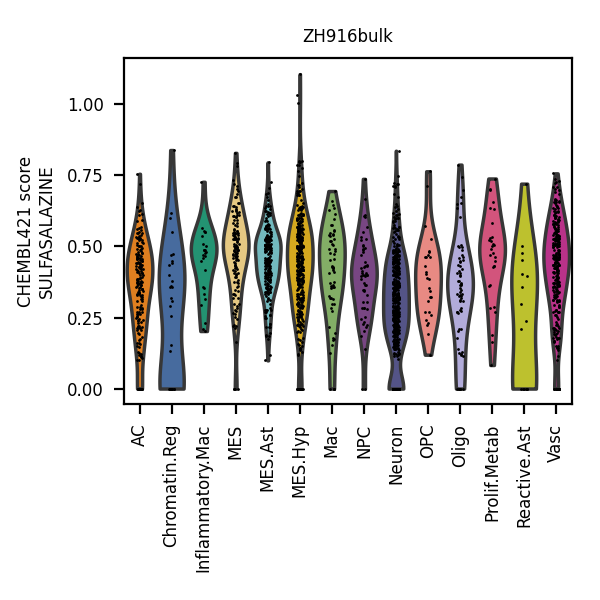 ZH916bulk
CHEMBL421 score
SULFASALAZINE
1.00
0.75
0.50
0.25
0.00
AC
Chromatin.Reg
Inflammatory.Mac
MES
MES.Ast
MES.Hyp
Mac
NPC
Neuron
OPC
Oligo
Prolif.Metab
Reactive.Ast
Vasc